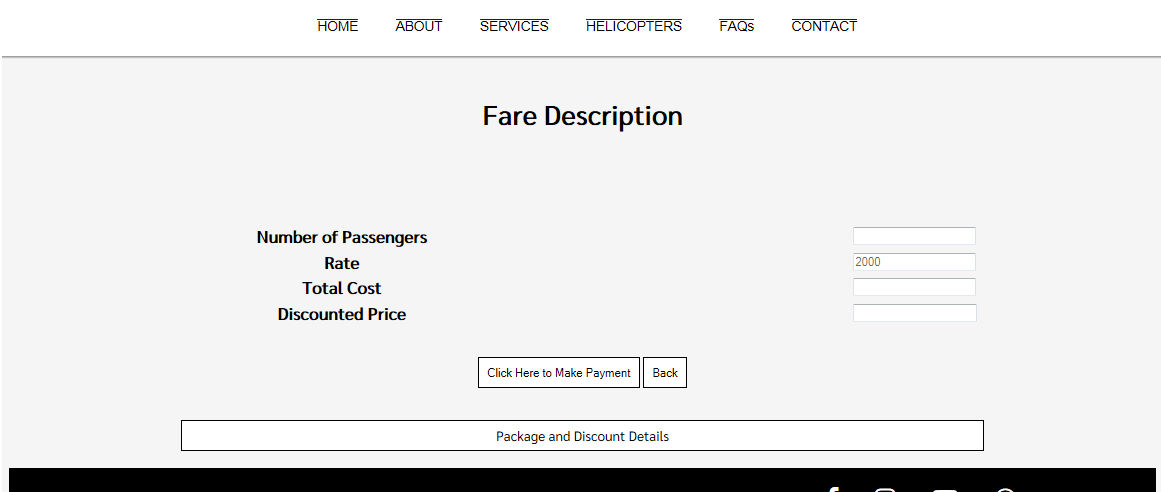 HOME ABOUT SERVICES HELICOPTERS FAQs CONTACT
Fare Description
Number of Passengers
Rate 2000
Total Cost
Discounted Price
Click Here to Make Payment Back
Package and Discount Details